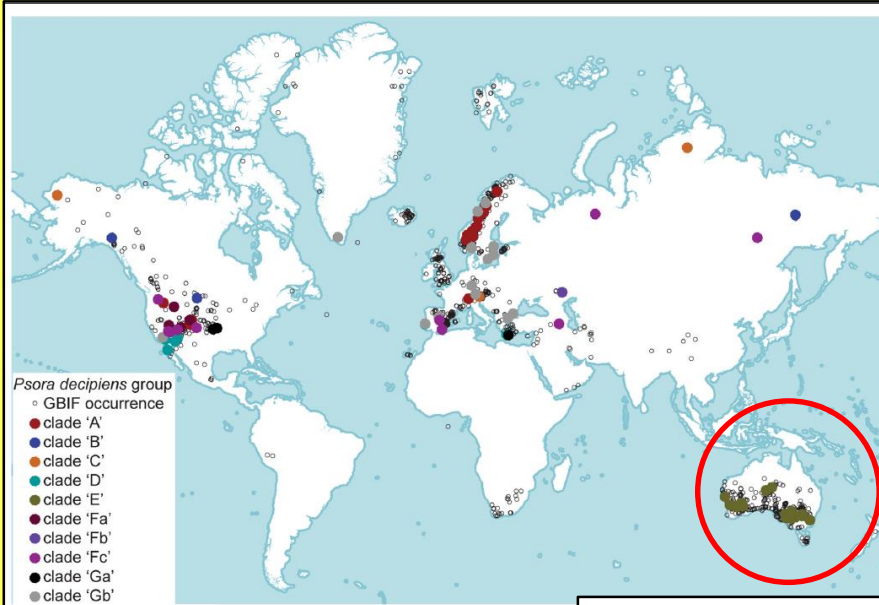 Psora decipiens group
GBIF occurrence
clade ‘A’
clade ‘B’
clade ‘C’
clade ‘D’
clade ‘E’
clade ‘Fa’
clade ‘Fb’
clade ‘Fc’
clade ‘Ga’
clade ‘Gb’